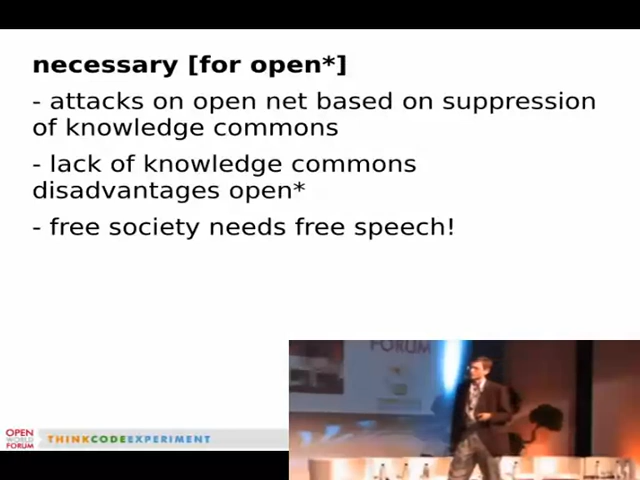 necessary [for open*]
- attacks on open net based on suppression
of knowledge commons
- lack of knowledge commons
disadvantages open*
- free society needs free speech!
FORUM
OPEN
WORLD
FORUM
THINKCODEEXPERIMENT